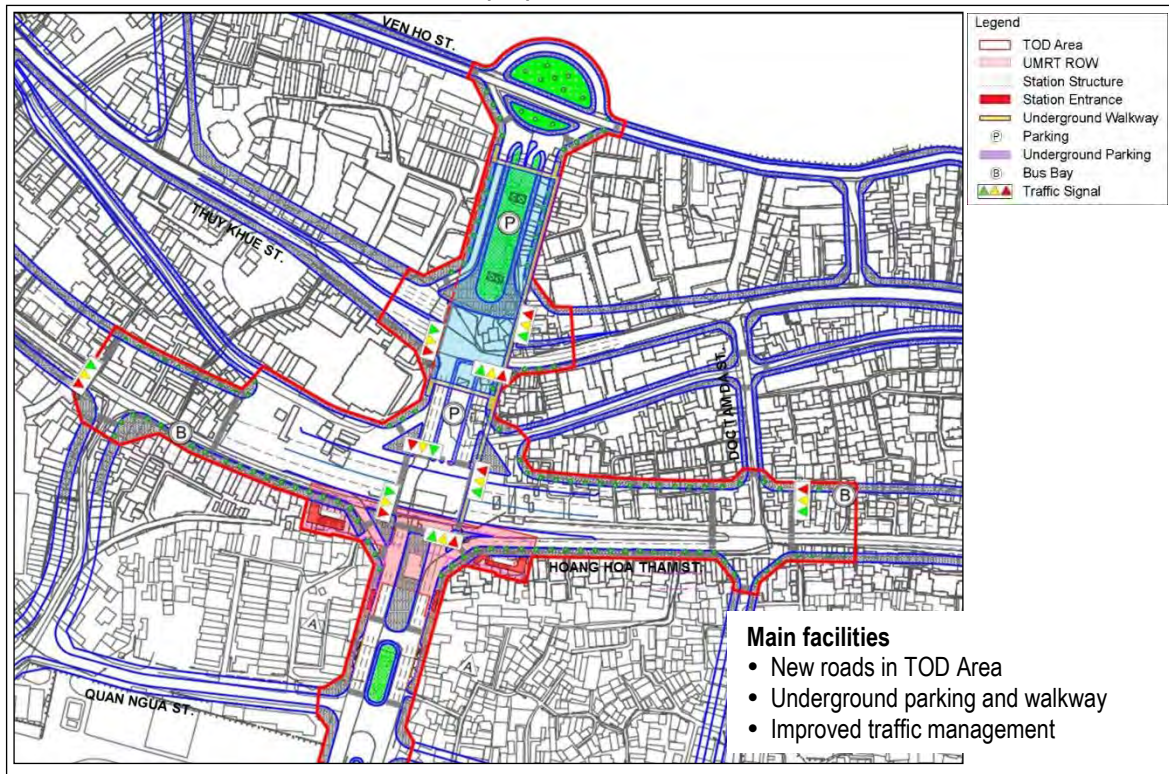 VEN HO ST.
Legend
TOD Area
UMRT ROW
Station Structure
Station Entrance
Underground Walkway
P Parking
Underground Parking
B Bus Bay
Traffic Signal
THUY KHUE ST.
P
P
DOC TAM DA ST.
B
B
HOANG HOA THAM ST.
A
A
QUAN NGUA ST.
Main facilities
• New roads in TOD Area
• Underground parking and walkway
• Improved traffic management